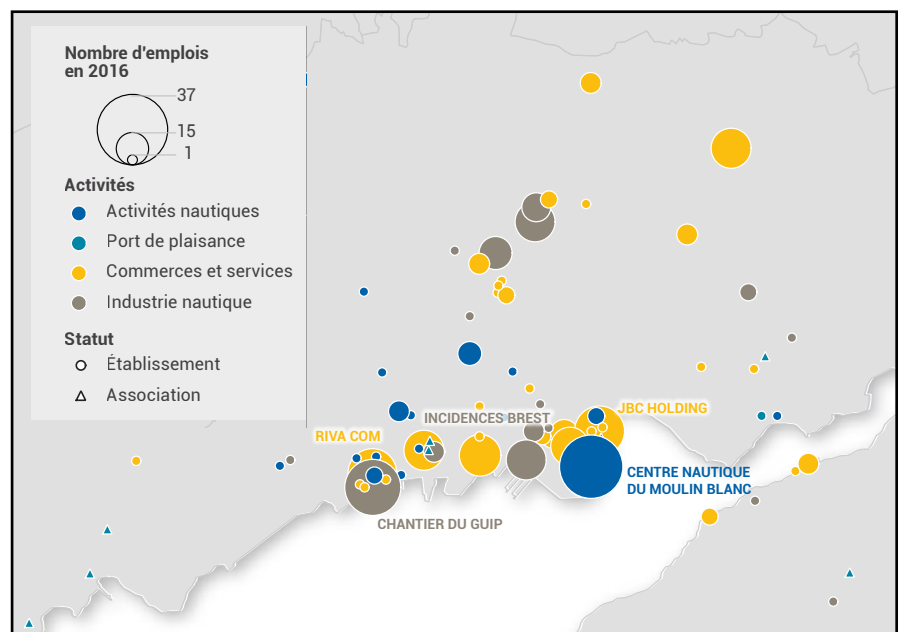 Nombre d'emplois
en 2016
37
15
1
Activités
Activités nautiques
Port de plaisance
Commerces et services
Industrie nautique
Statut
Établissement
Association
INCIDENCES BREST
JBC HOLDING
RIVA COM
CENTRE NAUTIQUE
DU MOULIN BLANC
CHANTIER DU GUIP